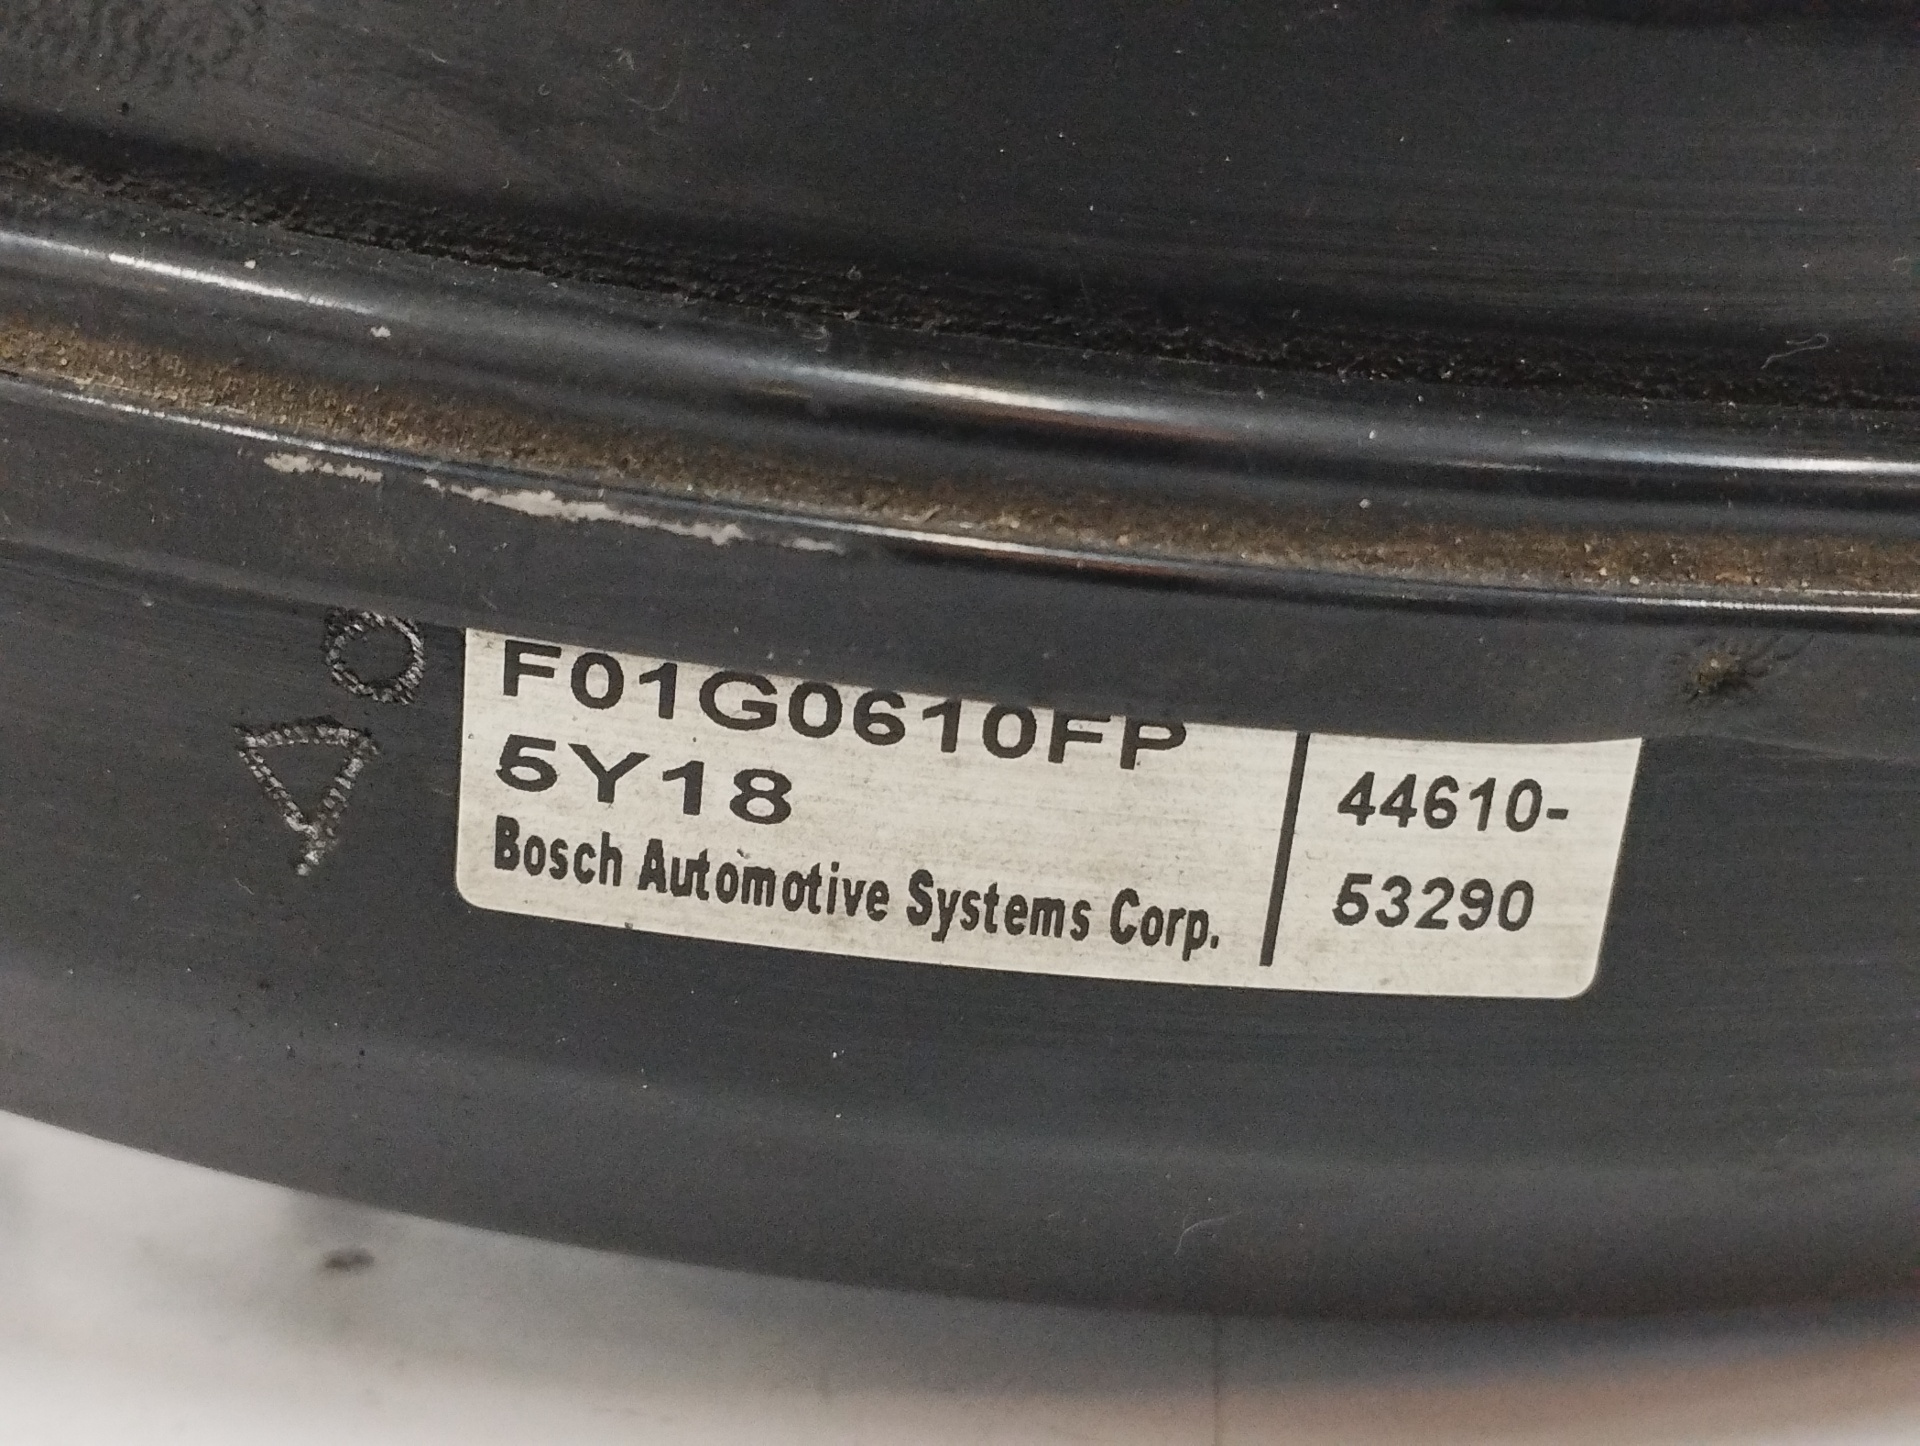 F01G0610FP
5Y18
Bosch Automotive Systems Corp.
44610-
53290